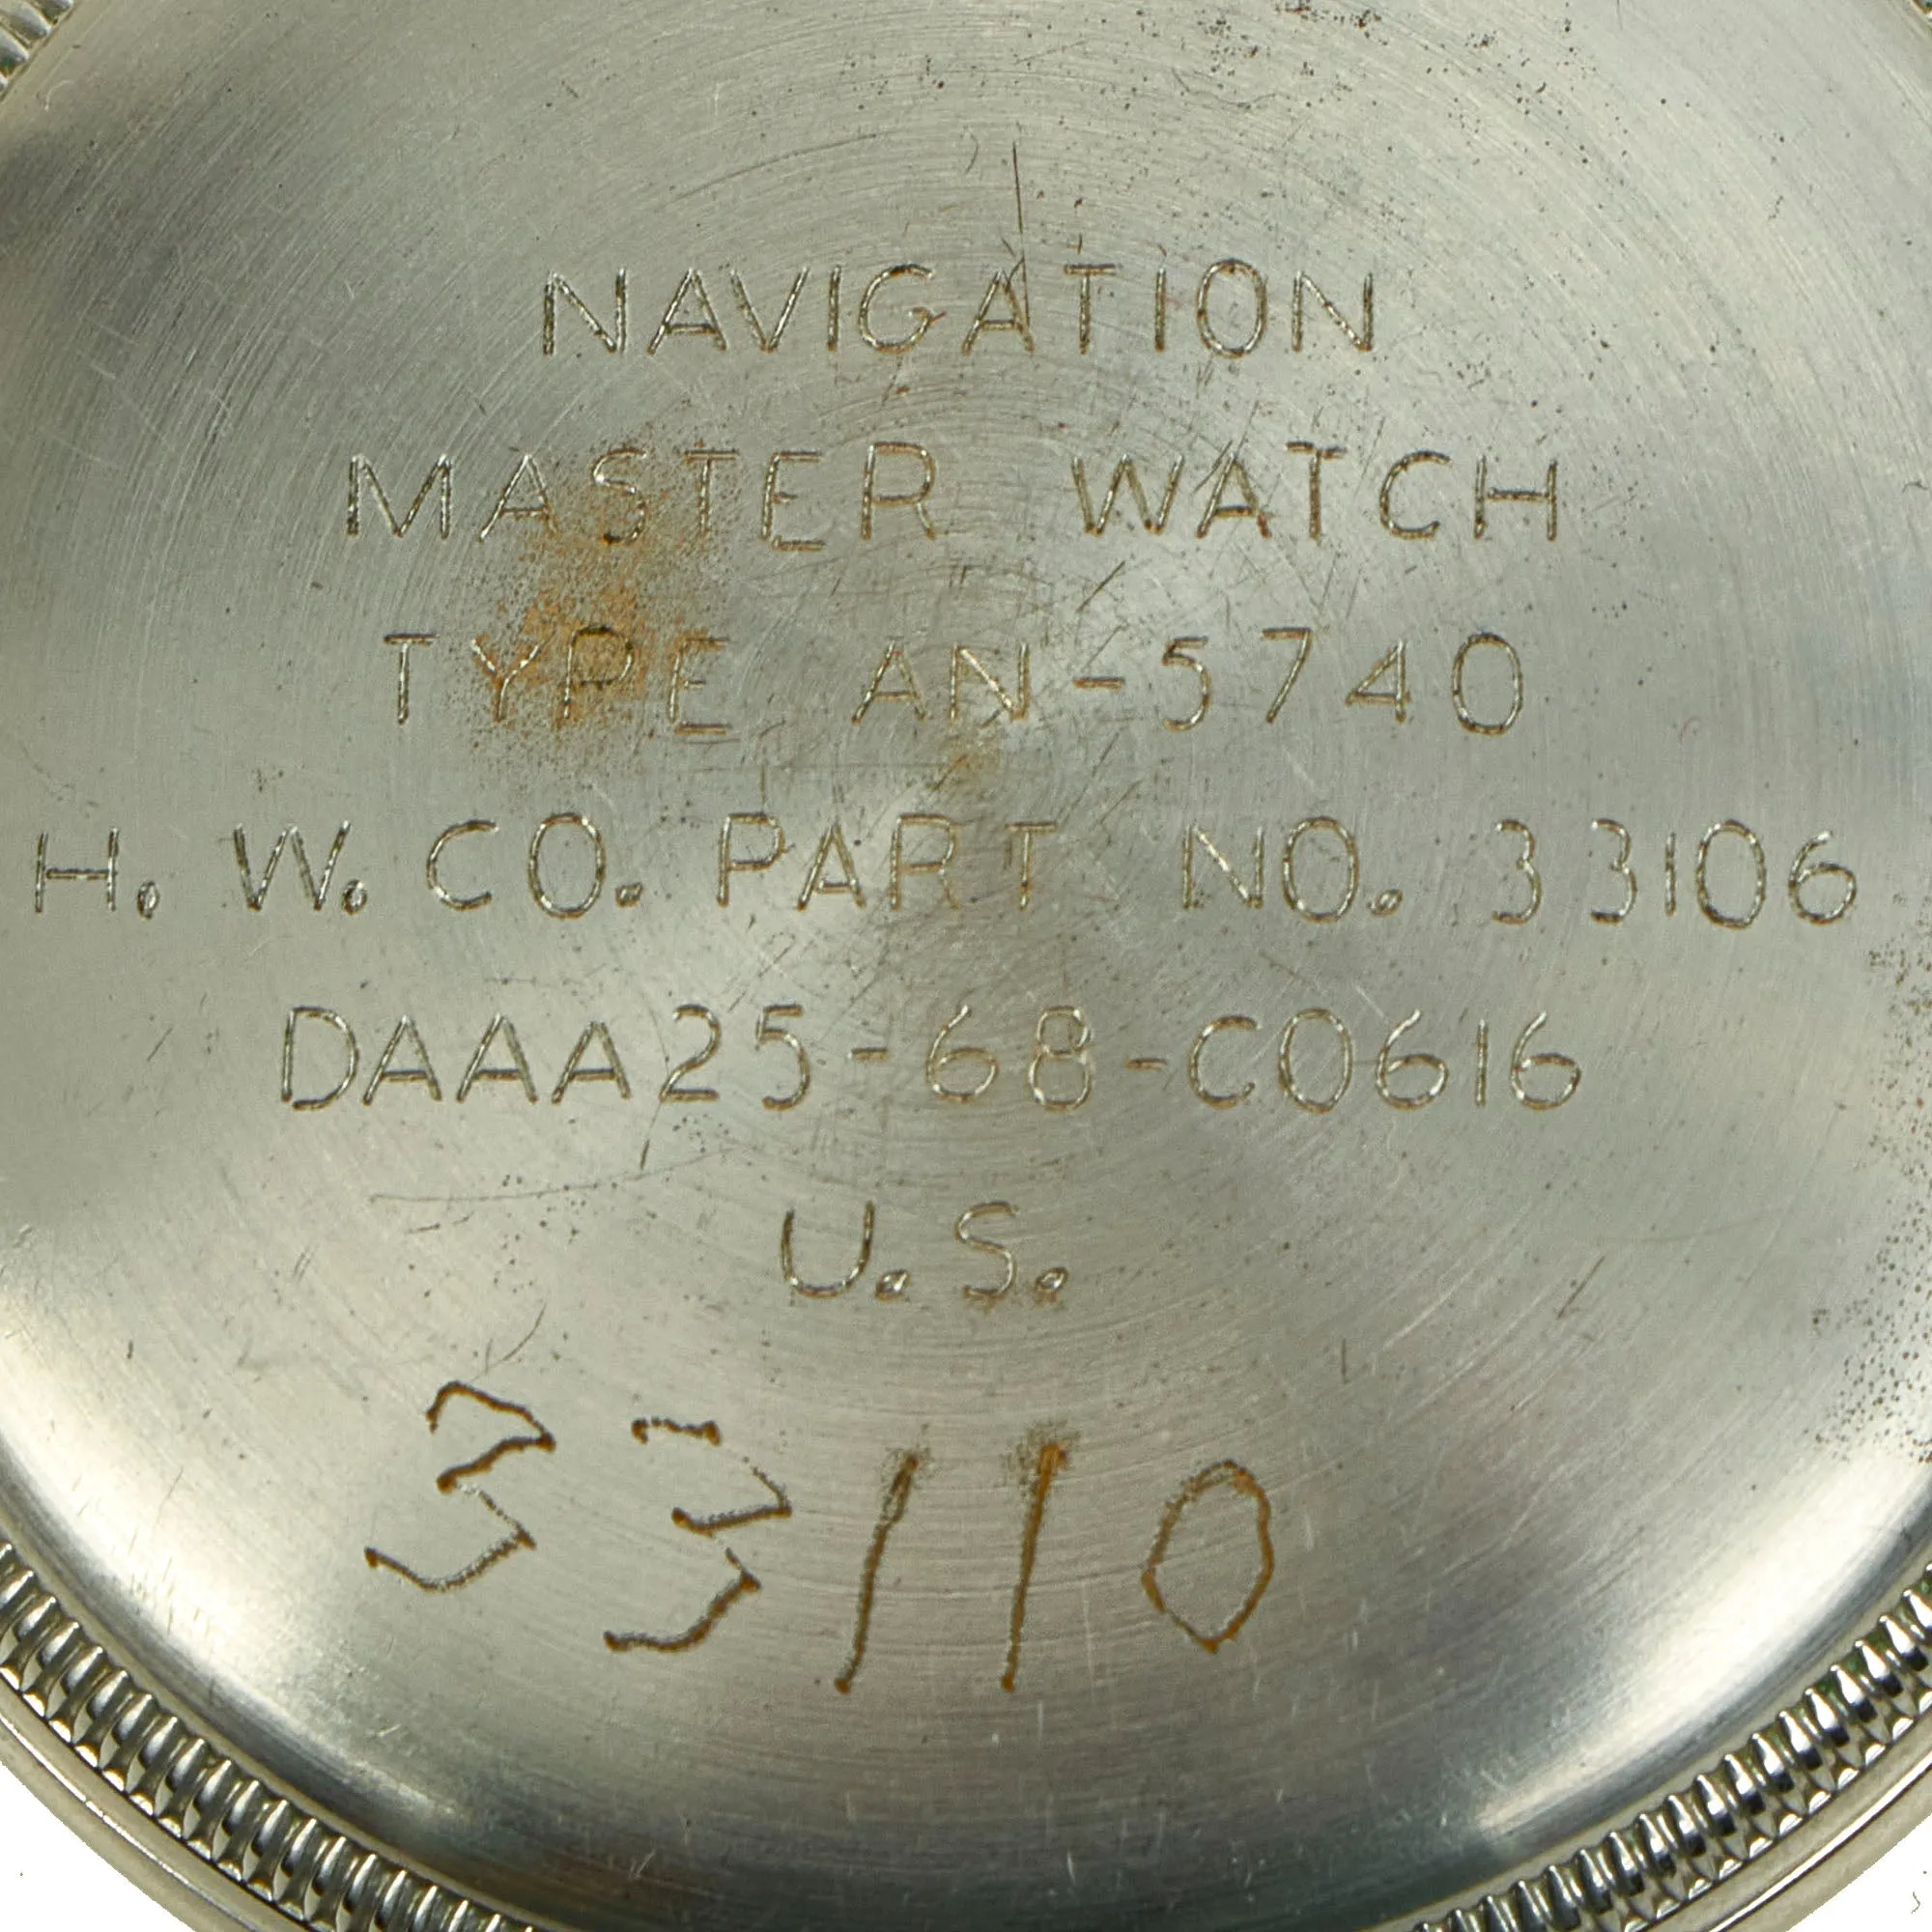 NAVIGATION
MASTER WATCH
TYPE AN-5740
H. W. CO. PART NO. 33106
DAAA25-68-C0616
U. S.
33110